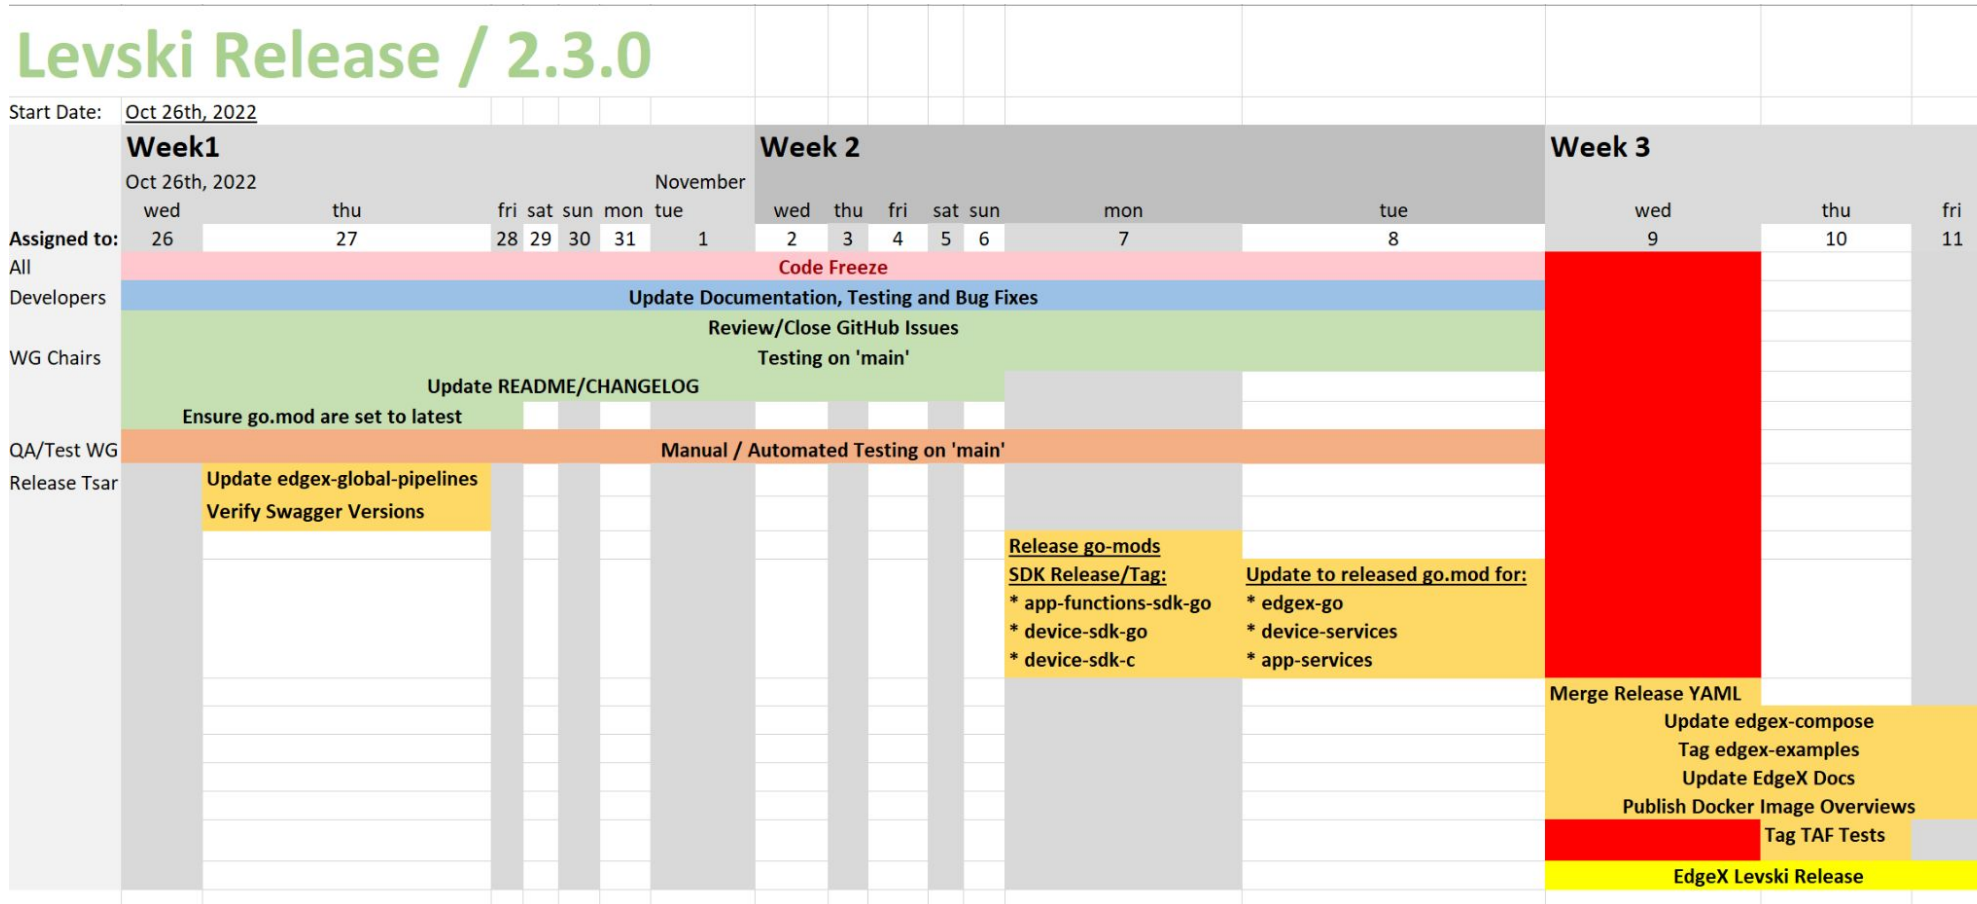 Levski Release / 2.3.0
Start Date: Oct 26th, 2022
Week1 Week 2 Week 3
Oct 26th, 2022 November
wed thu fri sat sun mon tue wed thu fri sat sun mon tue wed thu fri
Assigned to: 26 27 28 29 30 31 1 2 3 4 5 6 7 8 9 10 11
All Code Freeze
Developers Update Documentation, Testing and Bug Fixes
Review/Close GitHub Issues
WG Chairs Testing on 'main'
Update README/CHANGELOG
Ensure go.mod are set to latest
QA/Test WG Manual / Automated Testing on 'main'
Release Tsar Update edgex-global-pipelines
Verify Swagger Versions
Release go-mods
SDK Release/Tag: Update to released go.mod for:
* app-functions-sdk-go * edgex-go
* device-sdk-go * device-services
* device-sdk-c * app-services
Merge Release YAML
Update edgex-compose
Tag edgex-examples
Update EdgeX Docs
Publish Docker Image Overviews
Tag TAF Tests
EdgeX Levski Release